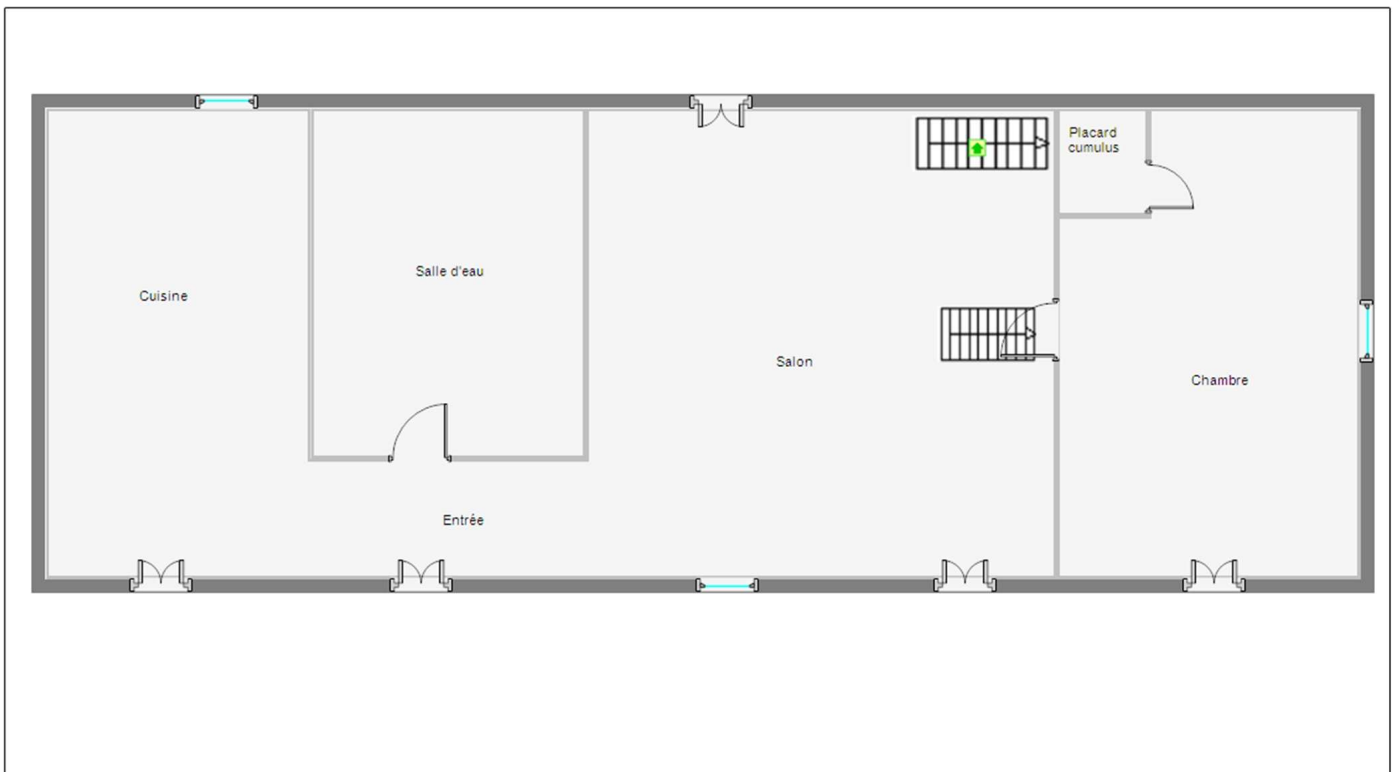 Placard
cumulus
Salle d'eau
Cuisine
Salon
Chambre
Entrée